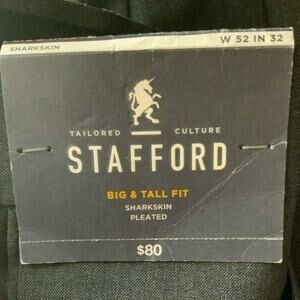 SHARKSKIN
W 52 IN 32
TAILORED CULTURE
STAFFORD
BIG & TALL FIT
SHARKSKIN
PLEATED
$80